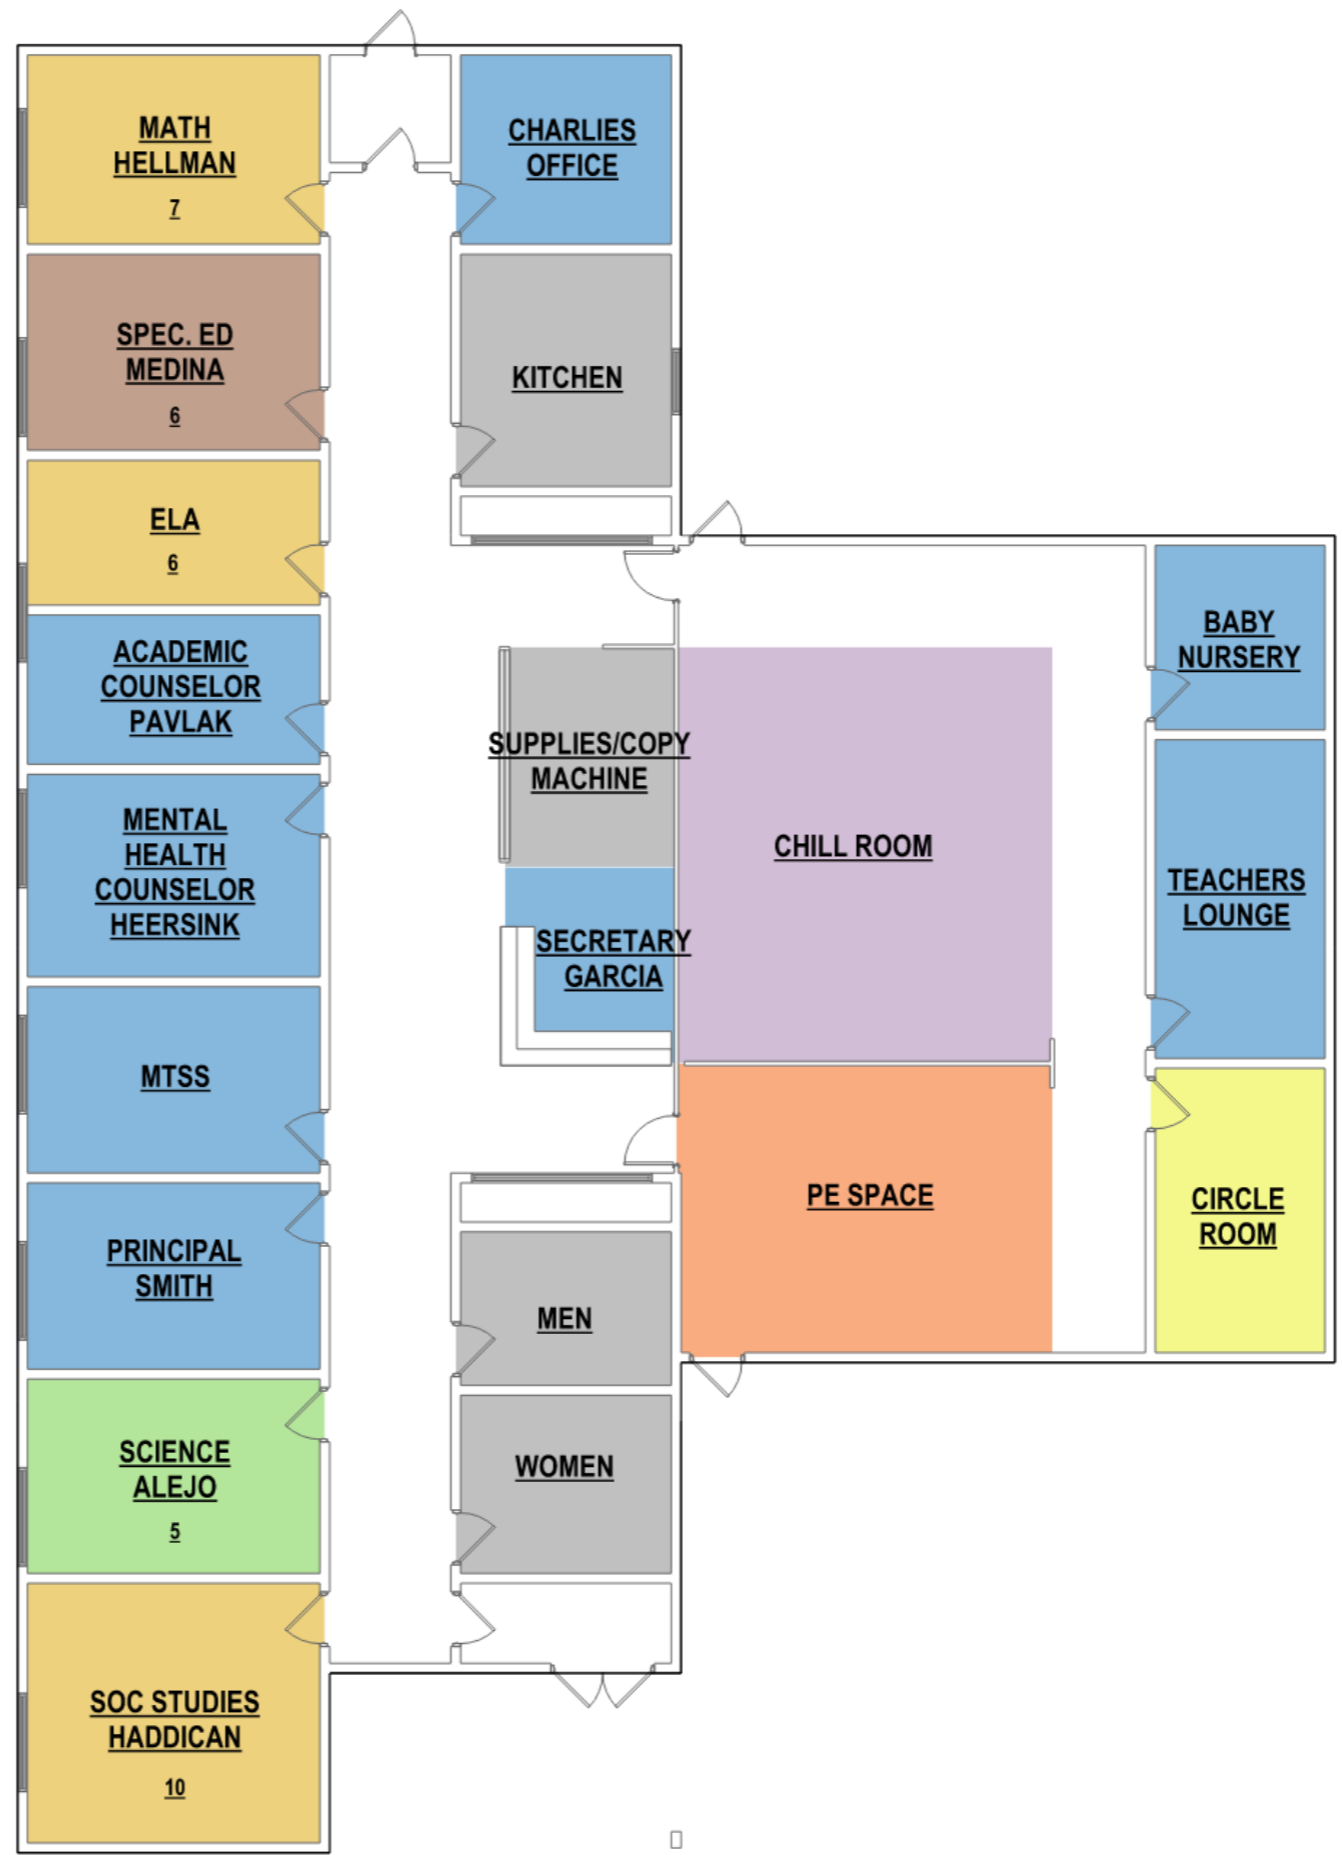 MATH
HELLMAN
7
CHARLIES
OFFICE
SPEC. ED
MEDINA
6
KITCHEN
ELA
6
ACADEMIC
COUNSELOR
PAVLAK
BABY
NURSERY
SUPPLIES/COPY
MACHINE
MENTAL
HEALTH
COUNSELOR
HEERSINK
CHILL ROOM
TEACHERS
LOUNGE
SECRETARY
GARCIA
MTSS
PRINCIPAL
SMITH
PE SPACE
CIRCLE
ROOM
MEN
SCIENCE
ALEJO
5
WOMEN
SOC STUDIES
HADDICAN
10